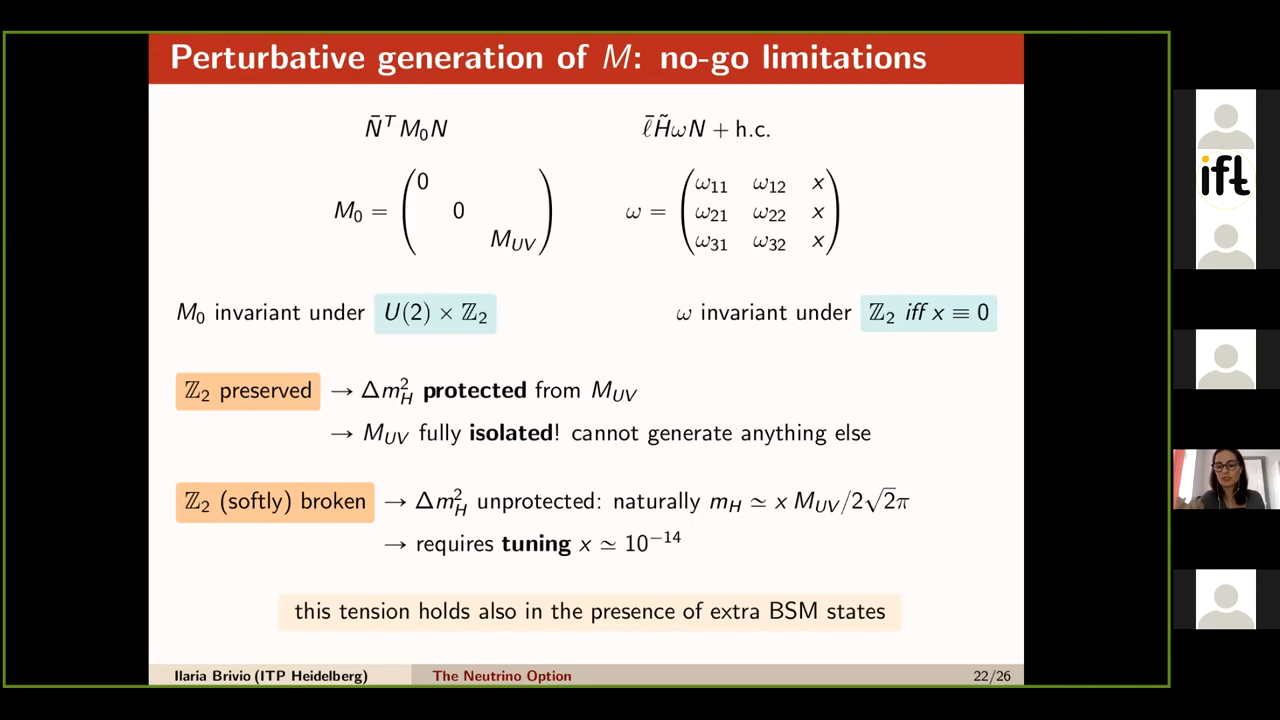 Perturbative generation of M: no-go limitations
N̄ᵀ M₀N
ℓ̄H̃ωN + h.c.
M₀ = ( 0 0 M_UV )
ω = ( ω₁₁ ω₁₂ x ω₂₁ ω₂₂ x ω₃₁ ω₃₂ x )
M₀ invariant under U(2) × ℤ₂
ω invariant under ℤ₂ iff x ≡ 0
ℤ₂ preserved → Δm²_H protected from M_UV
→ M_UV fully isolated! cannot generate anything else
ℤ₂ (softly) broken → Δm²_H unprotected: naturally m_H ≃ x M_UV/2√2π
→ requires tuning x ≃ 10⁻¹⁴
this tension holds also in the presence of extra BSM states
Ilaria Brivio (ITP Heidelberg) The Neutrino Option 22/26
ift